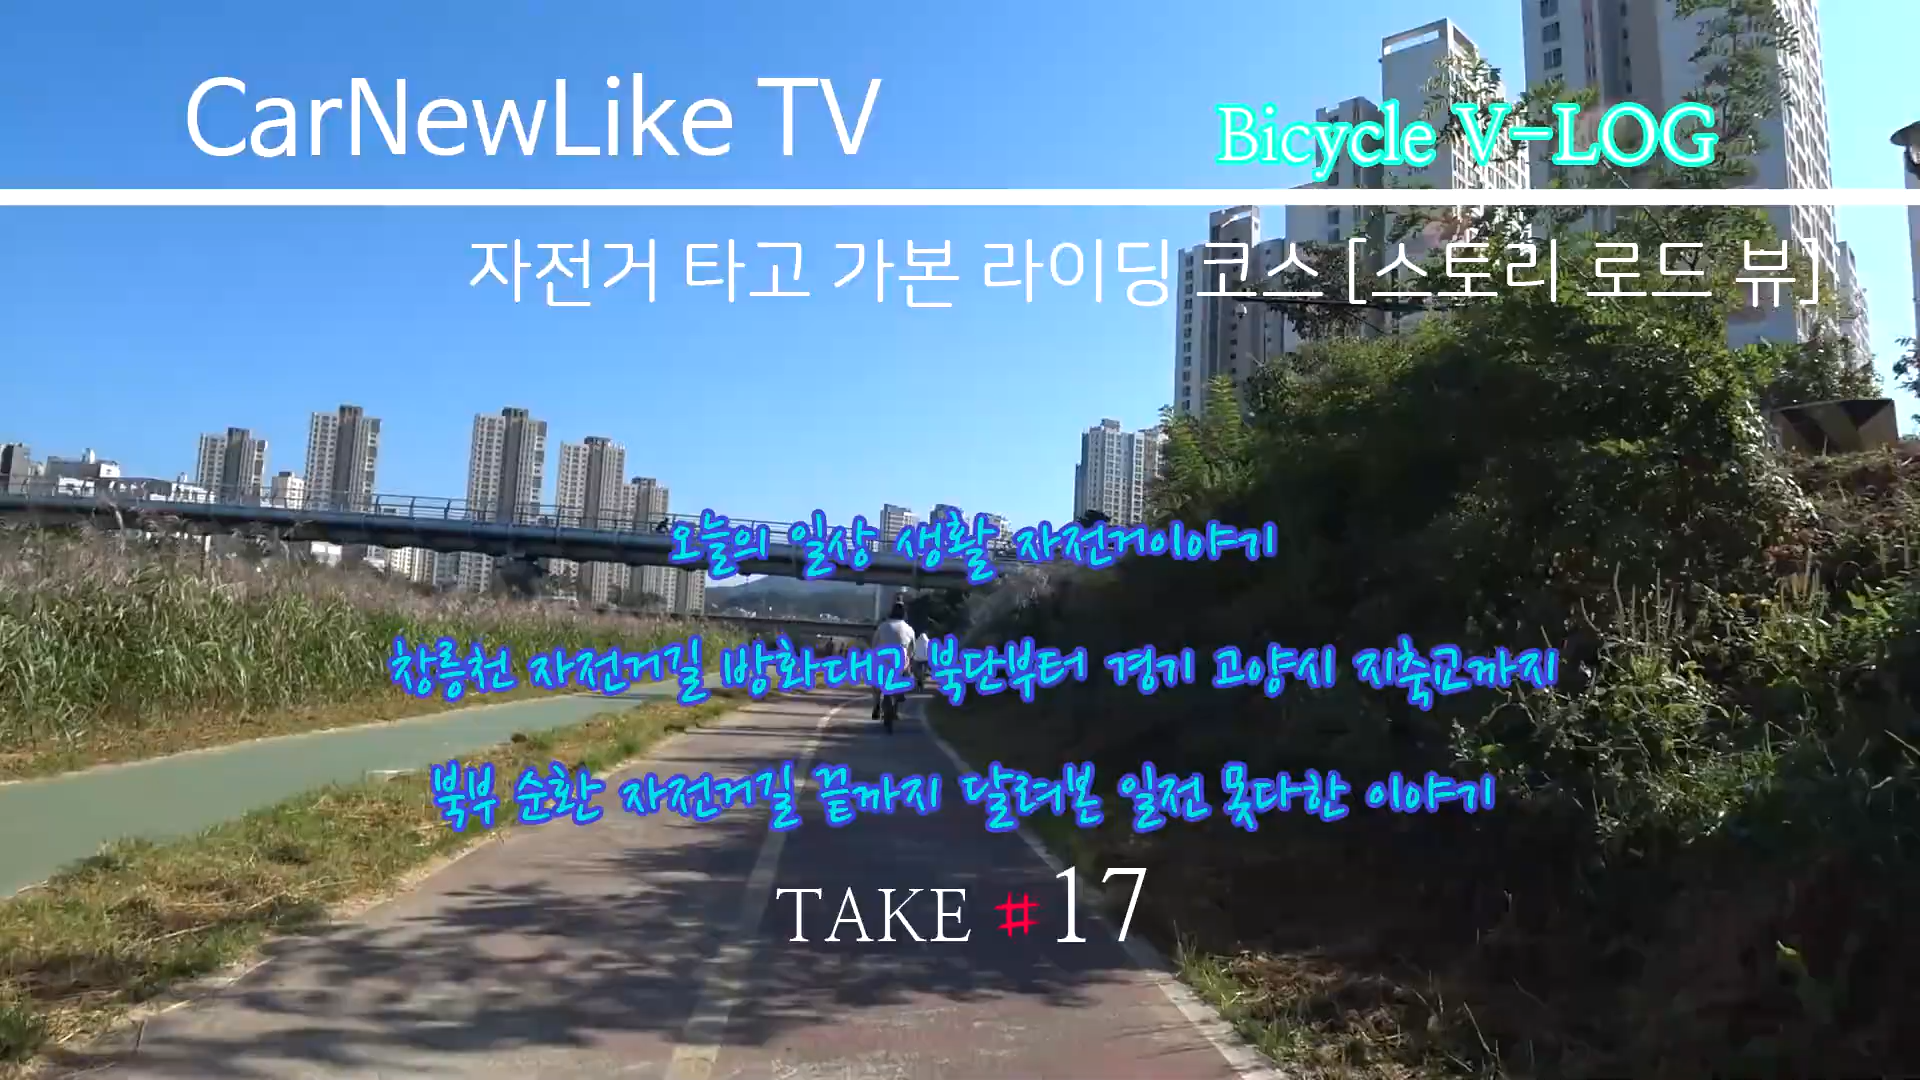 CarNewLike TV
Bicycle V-LOG
자전거 타고 가본 라이딩 코스 [스토리 로드 뷰]
오늘의 일상 생활 자전거이야기
창릉천 자전거길 방화대교 북단부터 경기 고양시 지축교까지
북부 순환 자전거길 끝까지 달려본 일전 못다한 이야기
TAKE #17